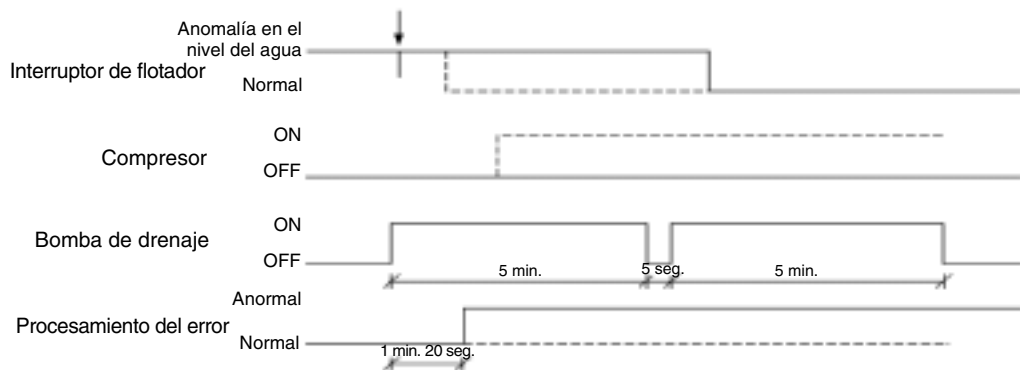 Anomalía en el
nivel del agua
Interruptor de flotador
Normal
ON
Compresor
OFF
ON
Bomba de drenaje
OFF
5 min.
5 seg.
5 min.
Anormal
Procesamiento del error
Normal
1 min. 20 seg.